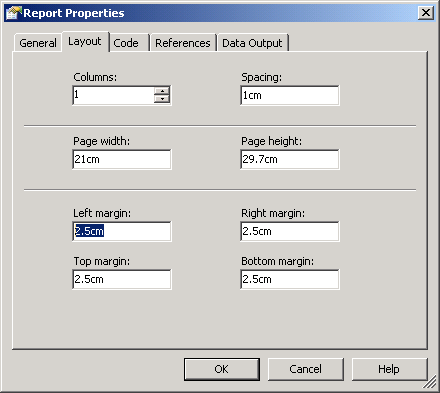 Report Properties
General Layout Code References Data Output
Columns: Spacing:
1 1cm
Page width: Page height:
21cm 29.7cm
Left margin: Right margin:
2.5cm 2.5cm
Top margin: Bottom margin:
2.5cm 2.5cm
OK Cancel Help